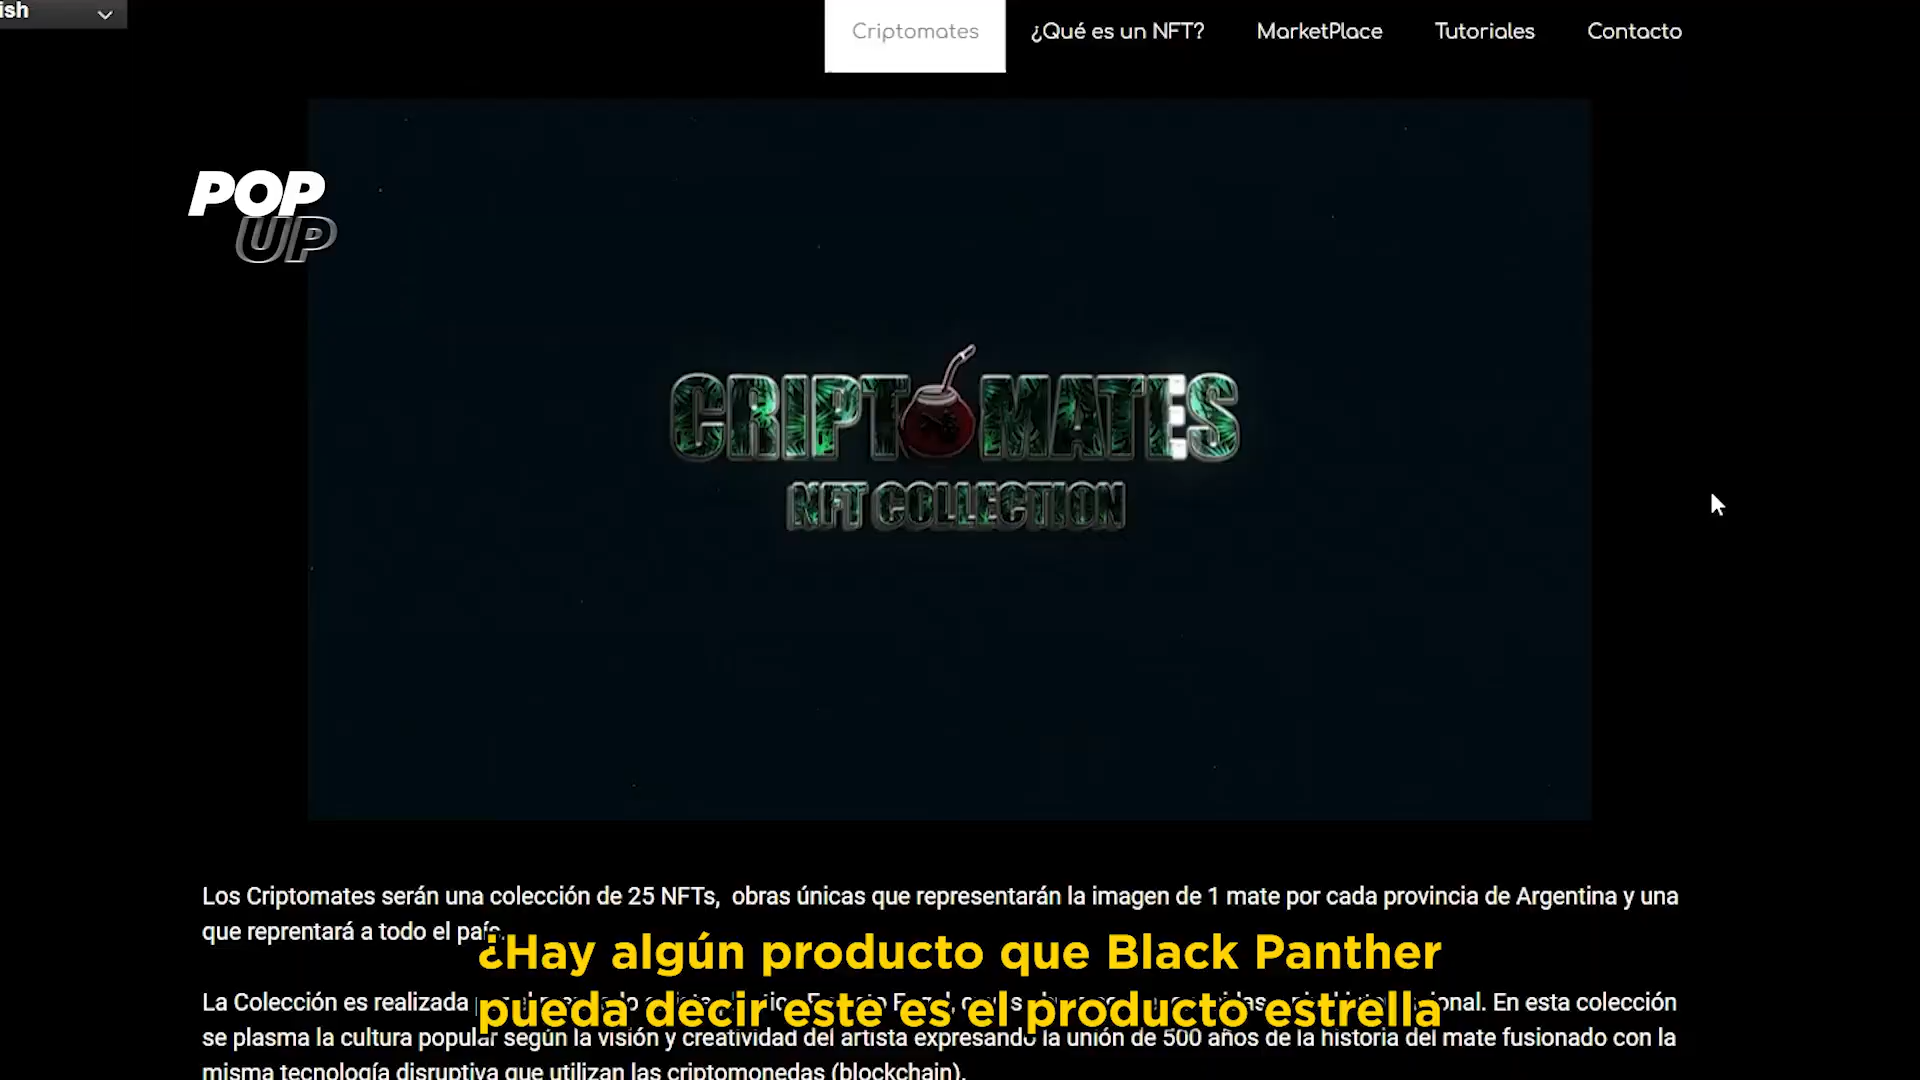 ish
Criptomates
¿Qué es un NFT?
MarketPlace
Tutoriales
Contacto
POP
UP
CRIPTOMATES
NFT COLLECTION
Los Criptomates serán una colección de 25 NFTs, obras únicas que representarán la imagen de 1 mate por cada provincia de Argentina y una
que reprentará a todo el país.
¿Hay algún producto que Black Panther
pueda decir este es el producto estrella
La Colección es realizada
En esta colección
se plasma la cultura popular según la visión y creatividad del artista expresando la unión de 500 años de la historia del mate fusionado con la
misma tecnología disruptiva que utilizan las criptomonedas (blockchain).